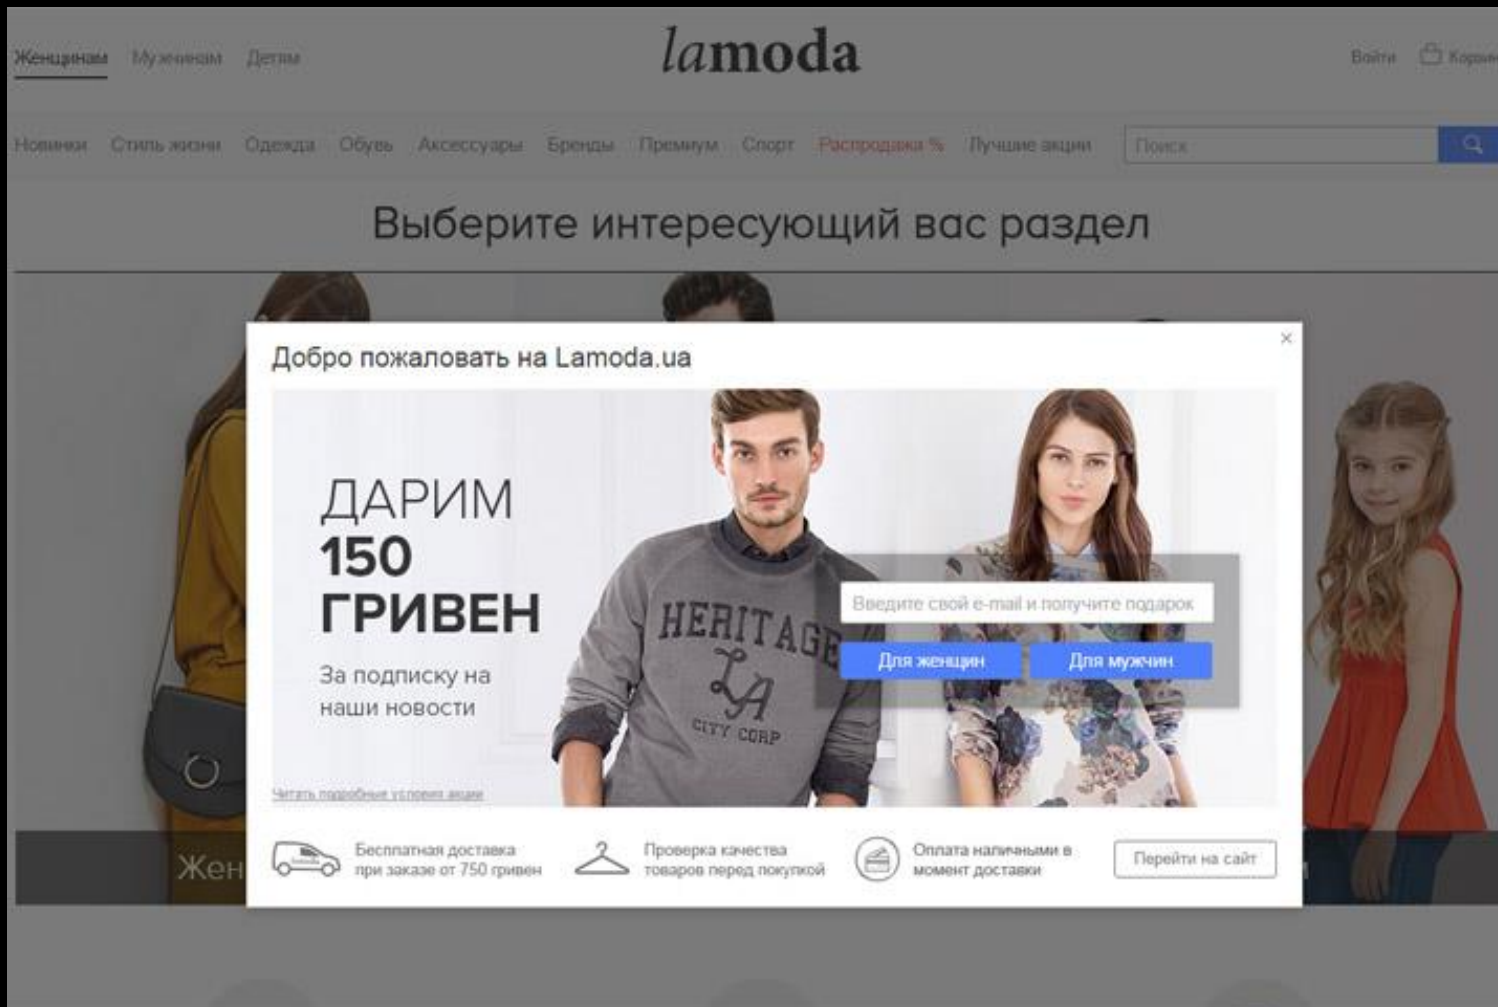 lamoda
Женщинам Мужчинам Детям
Войти
Новинки Стиль жизни Одежда Обувь Аксессуары Бренды Премиум Спорт Распродажа % Лучшие акции Поиск
Выберите интересующий вас раздел
Добро пожаловать на Lamoda.ua
×
ДАРИМ
150
ГРИВЕН
За подписку на
наши новости
HERITAGE
LA
CITY CORP
Введите свой e-mail и получите подарок
Для женщин Для мужчин
Читать подробные условия акции
Бесплатная доставка
при заказе от 750 гривен
Проверка качества
товаров перед покупкой
Оплата наличными в
момент доставки
Перейти на сайт
Жен